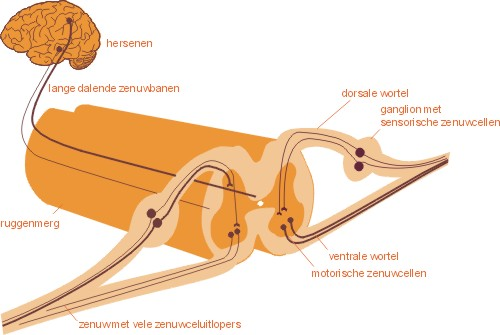 hersenen
lange dalende zenuwbanen
dorsale wortel
ganglion met
sensorische zenuwcellen
ruggenmerg
ventrale wortel
motorische zenuwcellen
zenuwmet vele zenuwceluitlopers